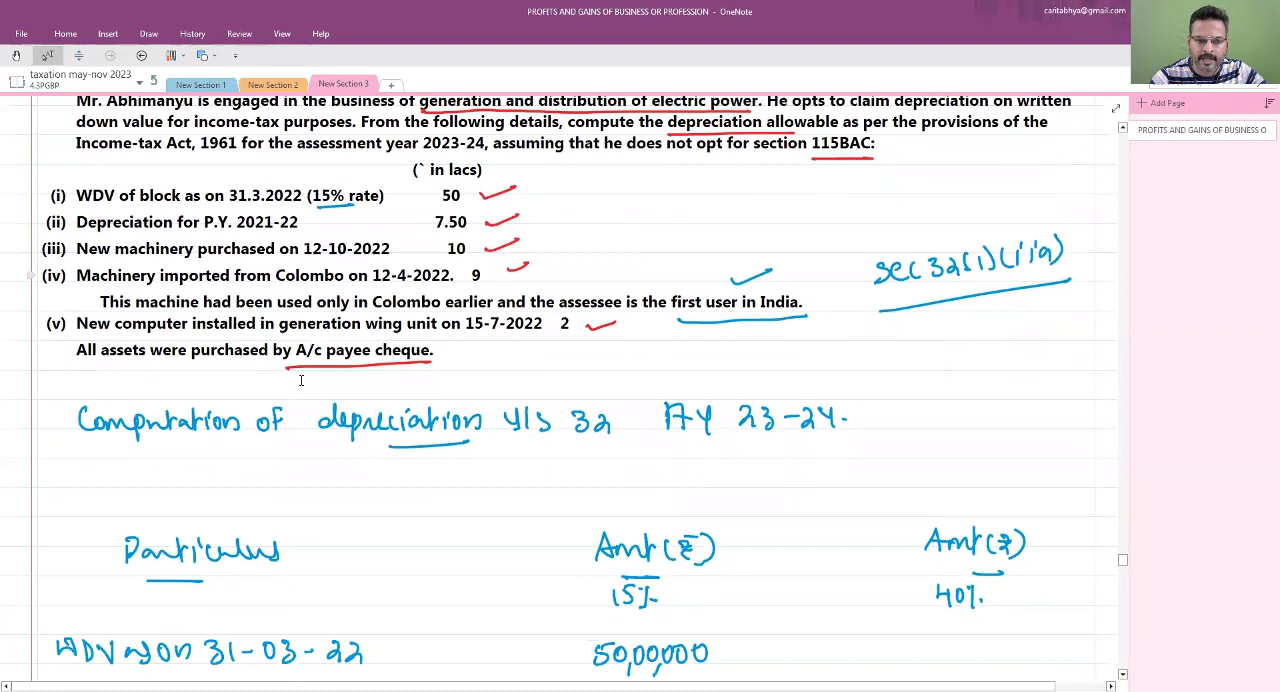 PROFITS AND GAINS OF BUSINESS OR PROFESSION - OneNote
caritabhya@gmail.com
File Home Insert Draw History Review View Help
taxation may-nov 2023
4.3PGBP
New Section 1 New Section 2 New Section 3
Add Page
PROFITS AND GAINS OF BUSINESS O
Mr. Abhimanyu is engaged in the business of generation and distribution of electric power. He opts to claim depreciation on written
down value for income-tax purposes. From the following details, compute the depreciation allowable as per the provisions of the
Income-tax Act, 1961 for the assessment year 2023-24, assuming that he does not opt for section 115BAC:
(` in lacs)
(i) WDV of block as on 31.3.2022 (15% rate) 50
(ii) Depreciation for P.Y. 2021-22 7.50
(iii) New machinery purchased on 12-10-2022 10
(iv) Machinery imported from Colombo on 12-4-2022. 9
sec(32(1)(iia)
This machine had been used only in Colombo earlier and the assessee is the first user in India.
(v) New computer installed in generation wing unit on 15-7-2022 2
All assets were purchased by A/c payee cheque.
Computation of depreciation y/s 32 AY 23-24.
Particulars Amt(₹) Amt(₹)
15% 40%
WDV as on 31-03-22 50,00,000